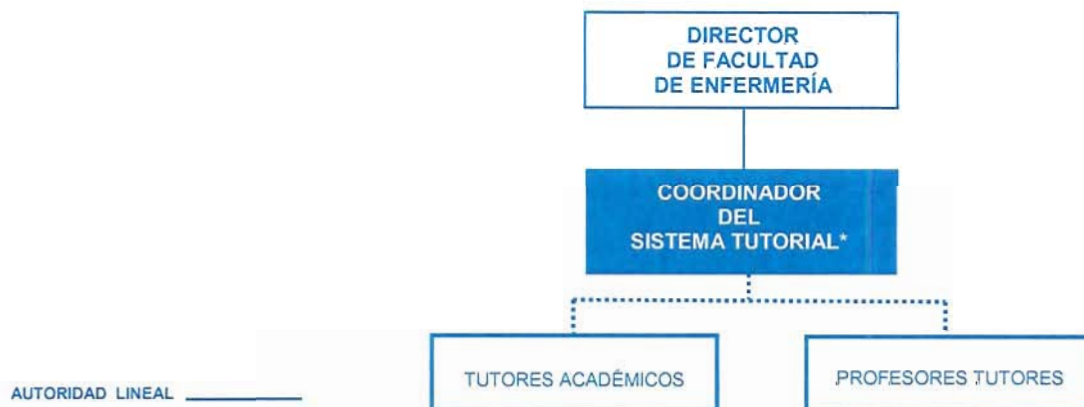 DIRECTOR
DE FACULTAD
DE ENFERMERÍA
COORDINADOR
DEL
SISTEMA TUTORIAL*
TUTORES ACADÉMICOS
PROFESORES TUTORES
AUTORIDAD LINEAL